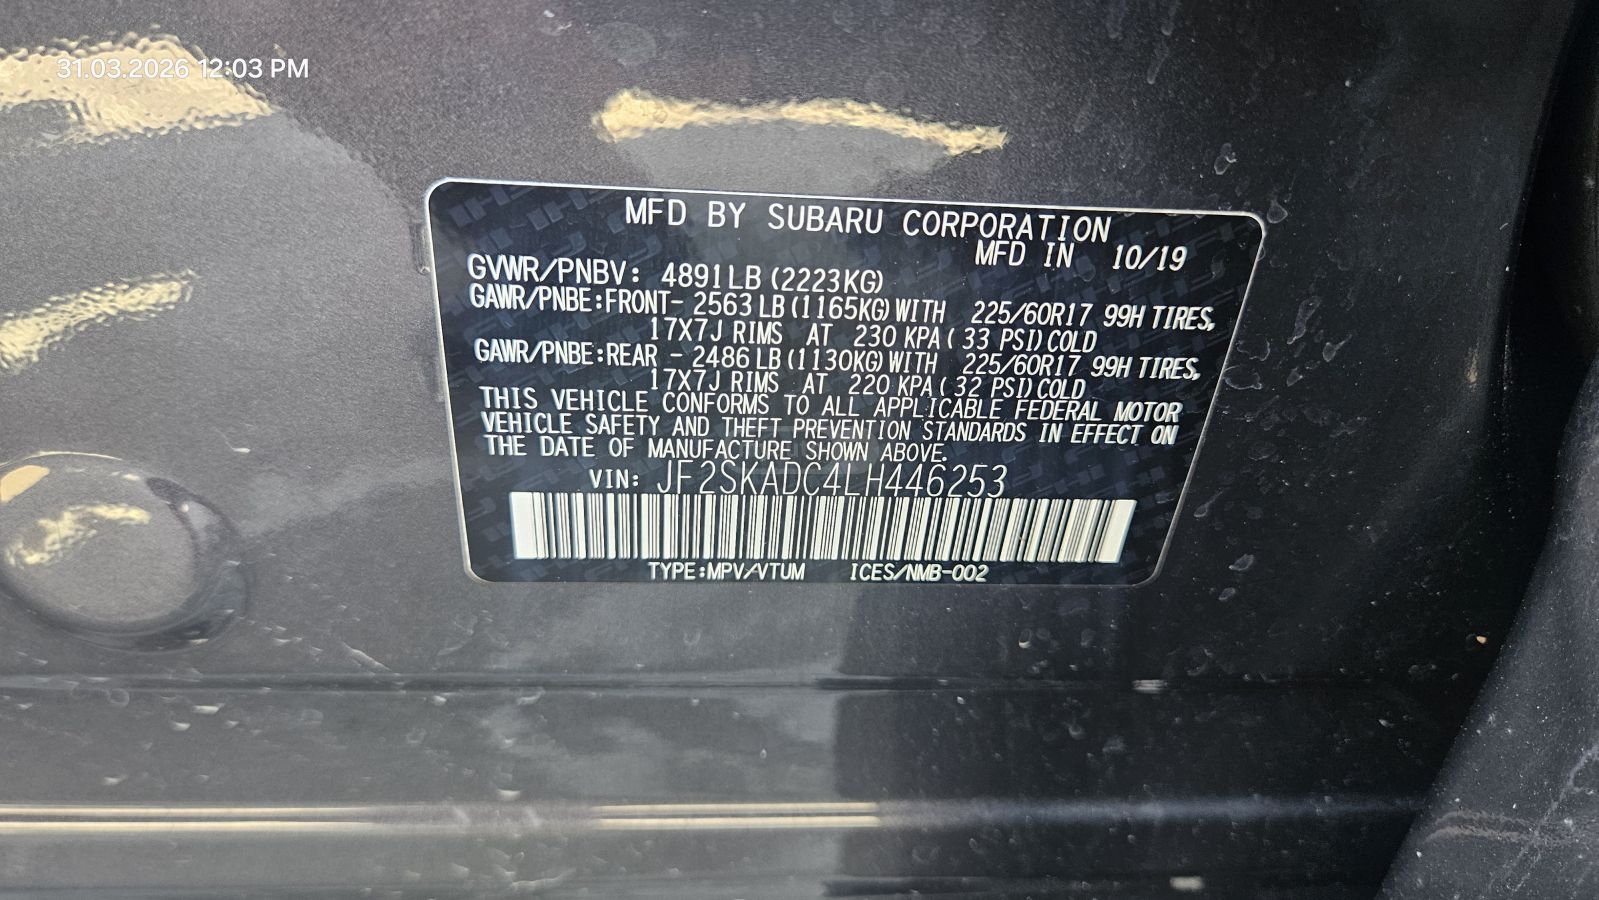 31.03.2026 12:03 PM
MFD BY SUBARU CORPORATION
MFD IN 10/19
GVWR/PNBV: 4891LB (2223KG)
GAWR/PNBE:FRONT- 2563 LB (1165KG) WITH 225/60R17 99H TIRES,
17X7J RIMS AT 230 KPA ( 33 PSI) COLD
GAWR/PNBE:REAR - 2486 LB (1130KG) WITH 225/60R17 99H TIRES,
17X7J RIMS AT 220 KPA ( 32 PSI) COLD
THIS VEHICLE CONFORMS TO ALL APPLICABLE FEDERAL MOTOR
VEHICLE SAFETY AND THEFT PREVENTION STANDARDS IN EFFECT ON
THE DATE OF MANUFACTURE SHOWN ABOVE.
VIN: JF2SKADC4LH446253
TYPE:MPV/VTUM ICES/NMB-002